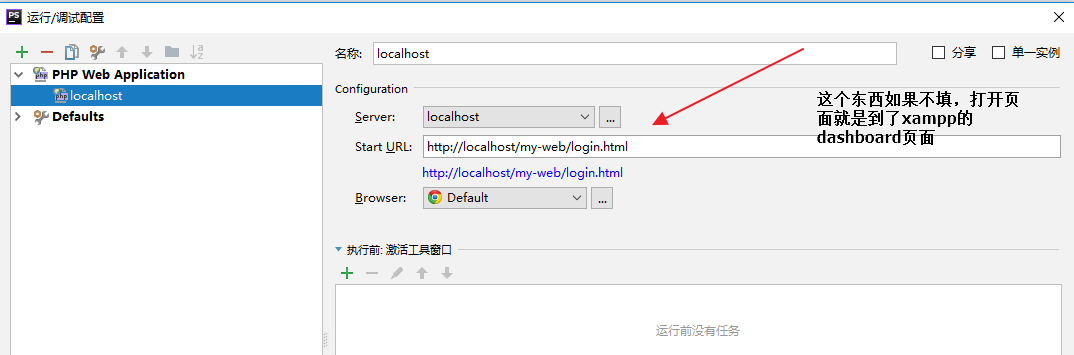 PS 运行/调试配置
名称: localhost 分享 单一实例
PHP Web Application
localhost
Defaults
Configuration
Server: localhost ...
Start URL: http://localhost/my-web/login.html
http://localhost/my-web/login.html
Browser: Default ...
这个东西如果不填，打开页
面就是到了xampp的
dashboard页面
执行前: 激活工具窗口
运行前没有任务